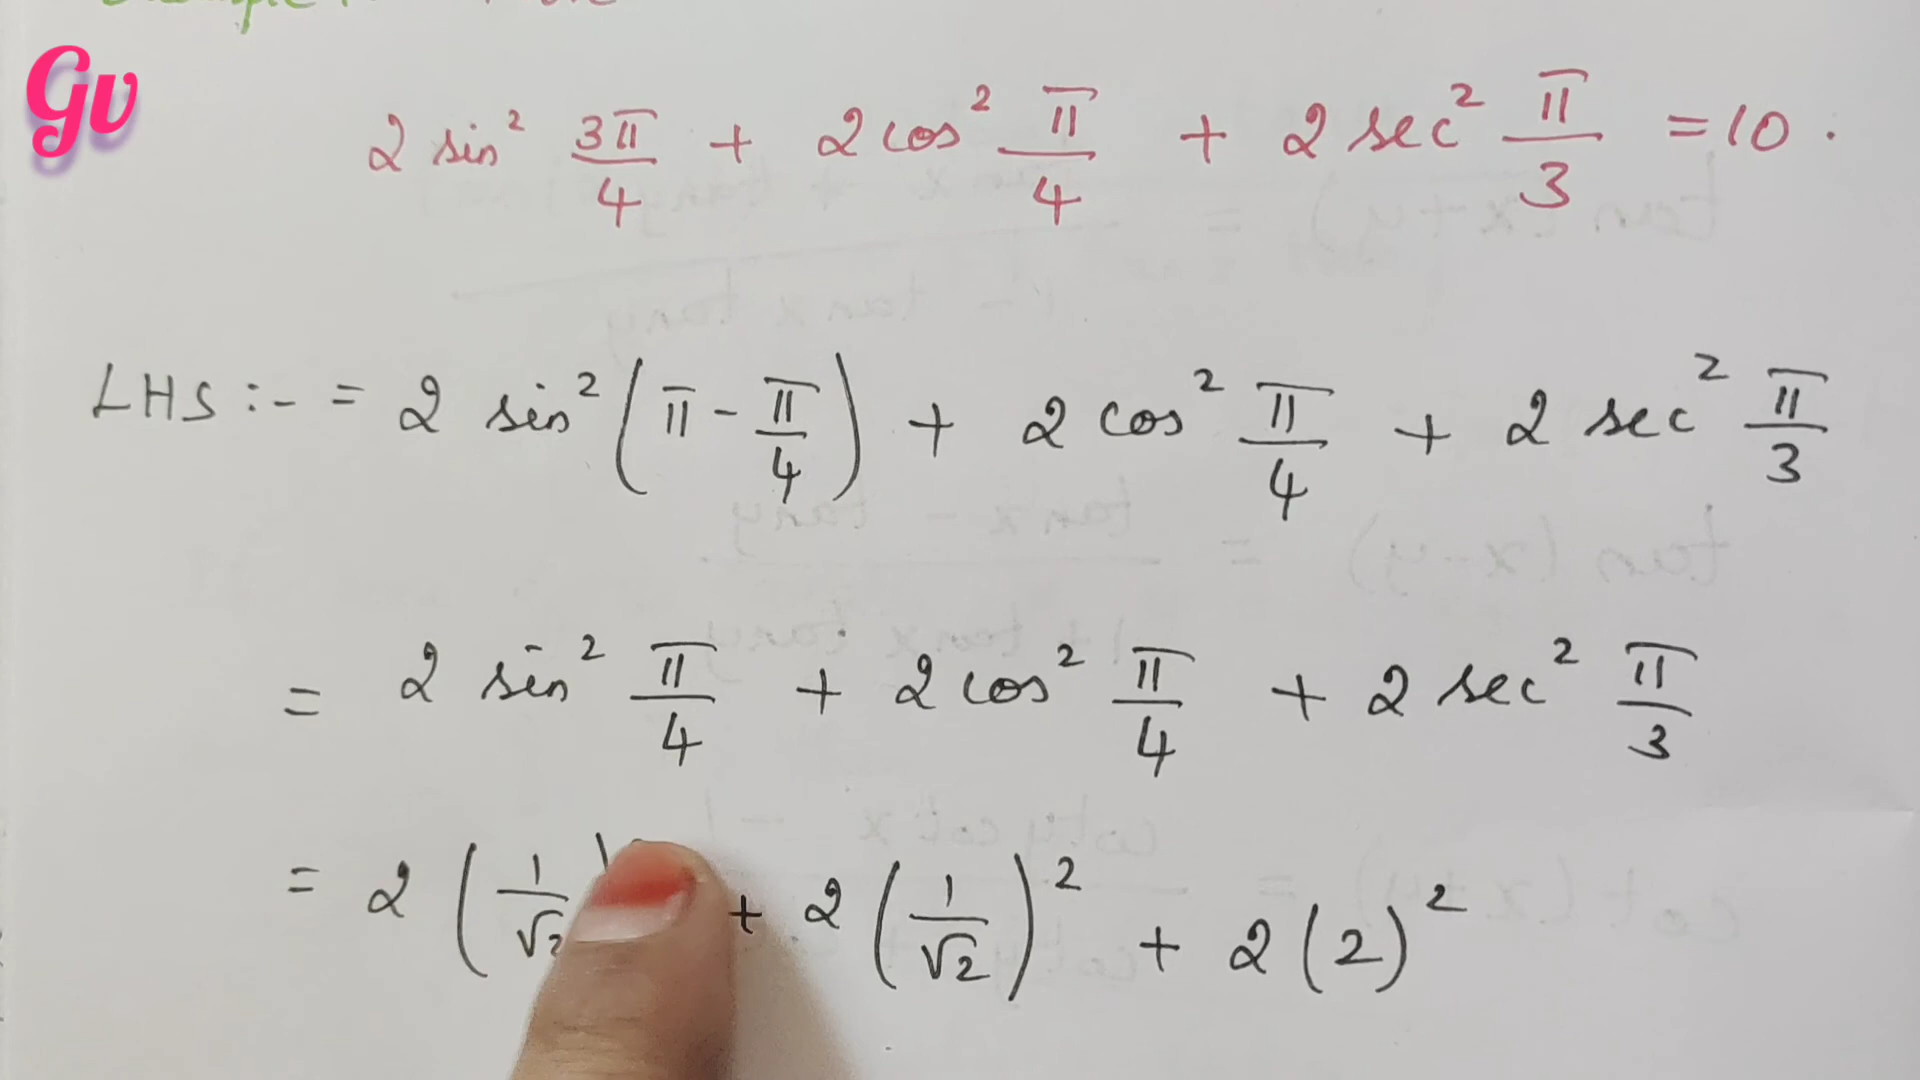 Gv
2 sin² 3π/4 + 2 cos² π/4 + 2 sec² π/3 = 10 .
LHS :- = 2 sin² (π - π/4) + 2 cos² π/4 + 2 sec² π/3
= 2 sin² π/4 + 2 cos² π/4 + 2 sec² π/3
= 2 (1/√2 + 2 (1/√2)² + 2 (2)²